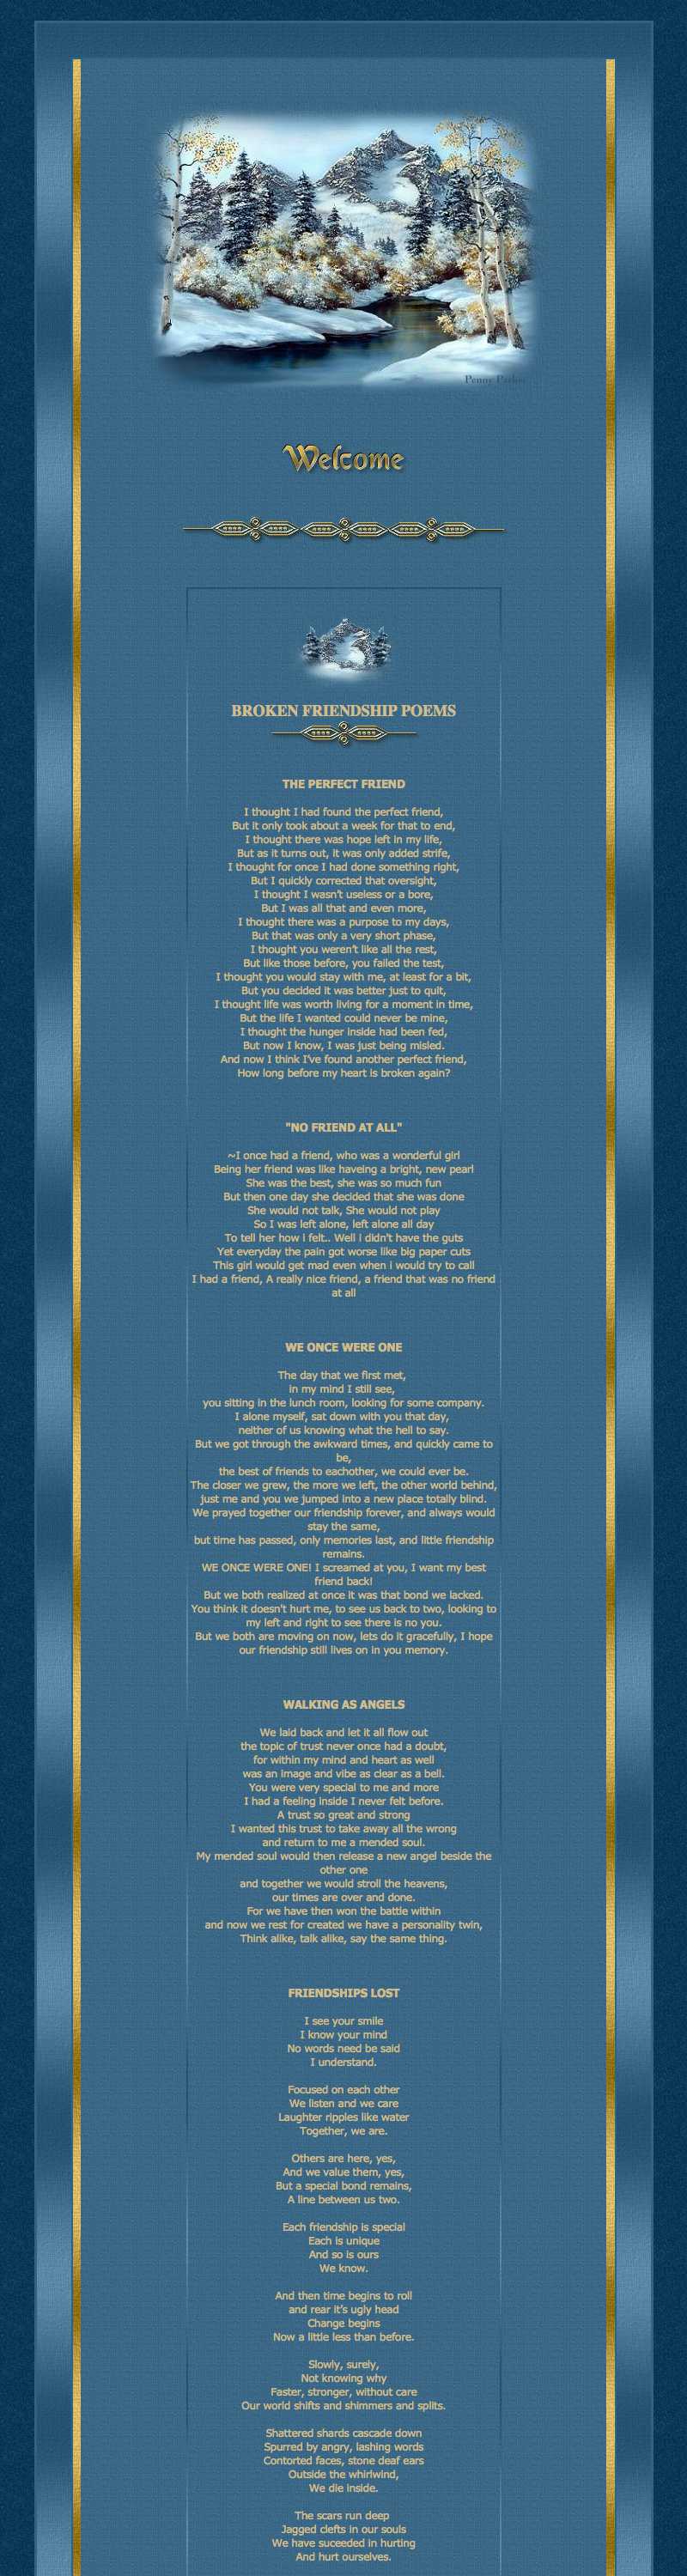 Penny Parker
Welcome
BROKEN FRIENDSHIP POEMS
THE PERFECT FRIEND
I thought I had found the perfect friend,
But it only took about a week for that to end,
I thought there was hope left in my life,
But as it turns out, it was only added strife,
I thought for once I had done something right,
But I quickly corrected that oversight,
I thought I wasn't useless or a bore,
But I was all that and even more,
I thought there was a purpose to my days,
But that was only a very short phase,
I thought you weren't like all the rest,
But like those before, you failed the test,
I thought you would stay with me, at least for a bit,
But you decided it was better just to quit,
I thought life was worth living for a moment in time,
But the life I wanted could never be mine,
I thought the hunger inside had been fed,
But now I know, I was just being misled.
And now I think I've found another perfect friend,
How long before my heart is broken again?
"NO FRIEND AT ALL"
~I once had a friend, who was a wonderful girl
Being her friend was like haveing a bright, new pearl
She was the best, she was so much fun
But then one day she decided that she was done
She would not talk, She would not play
So I was left alone, left alone all day
To tell her how i felt.. Well i didn't have the guts
Yet everyday the pain got worse like big paper cuts
This girl would get mad even when i would try to call
I had a friend, A really nice friend, a friend that was no friend
at all
WE ONCE WERE ONE
The day that we first met,
in my mind I still see,
you sitting in the lunch room, looking for some company.
I alone myself, sat down with you that day,
neither of us knowing what the hell to say.
But we got through the awkward times, and quickly came to
be,
the best of friends to eachother, we could ever be.
The closer we grew, the more we left, the other world behind,
just me and you we jumped into a new place totally blind.
We prayed together our friendship forever, and always would
stay the same,
but time has passed, only memories last, and little friendship
remains.
WE ONCE WERE ONE! I screamed at you, I want my best
friend back!
But we both realized at once it was that bond we lacked.
You think it doesn't hurt me, to see us back to two, looking to
my left and right to see there is no you.
But we both are moving on now, lets do it gracefully, I hope
our friendship still lives on in you memory.
WALKING AS ANGELS
We laid back and let it all flow out
the topic of trust never once had a doubt,
for within my mind and heart as well
was an image and vibe as clear as a bell.
You were very special to me and more
I had a feeling inside I never felt before.
A trust so great and strong
I wanted this trust to take away all the wrong
and return to me a mended soul.
My mended soul would then release a new angel beside the
other one
and together we would stroll the heavens,
our times are over and done.
For we have then won the battle within
and now we rest for created we have a personality twin,
Think alike, talk alike, say the same thing.
FRIENDSHIPS LOST
I see your smile
I know your mind
No words need be said
I understand.
Focused on each other
We listen and we care
Laughter ripples like water
Together, we are.
Others are here, yes,
And we value them, yes,
But a special bond remains,
A line between us two.
Each friendship is special
Each is unique
And so is ours
We know.
And then time begins to roll
and rear it's ugly head
Change begins
Now a little less than before.
Slowly, surely,
Not knowing why
Faster, stronger, without care
Our world shifts and shimmers and splits.
Shattered shards cascade down
Spurred by angry, lashing words
Contorted faces, stone deaf ears
Outside the whirlwind,
We die inside.
The scars run deep
Jagged clefts in our souls
We have suceeded in hurting
And hurt ourselves.